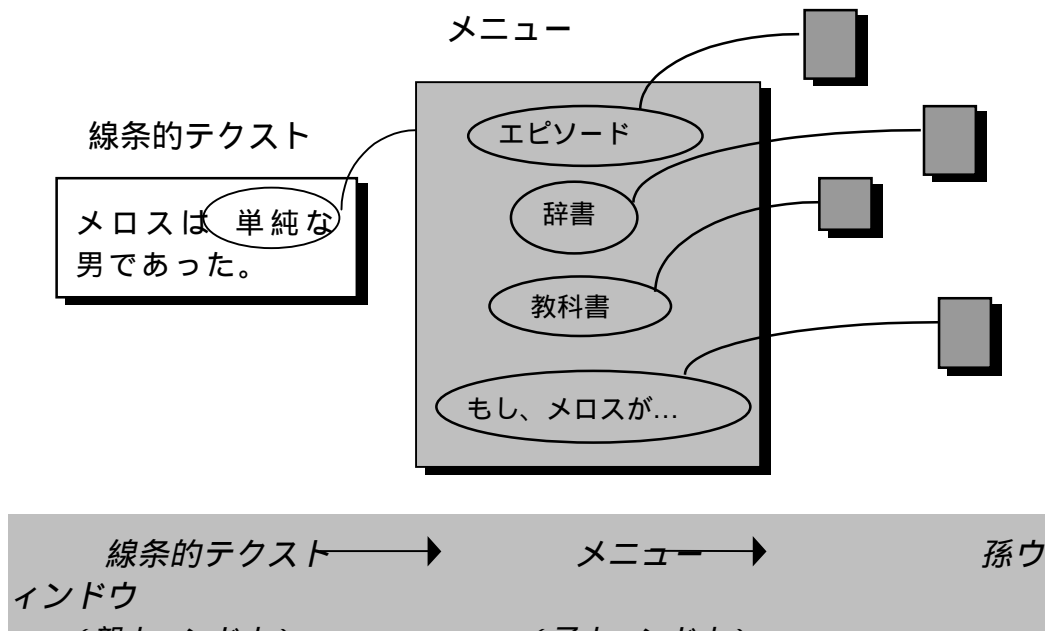 メニュー
線条的テクスト
メロスは 単純な
男であった。
エピソード
辞書
教科書
もし、メロスが…
線条的テクスト メニュー 孫ウ
ィンドウ